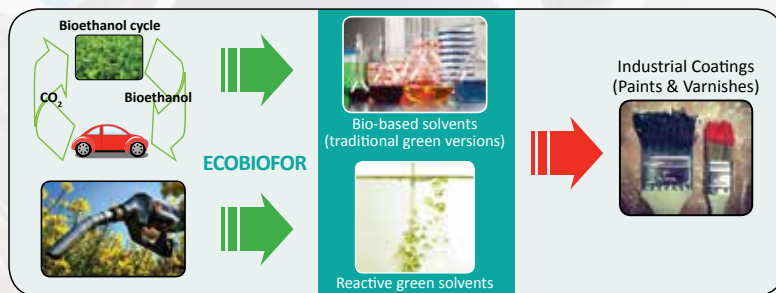 Bioethanol cycle
CO2
Bioethanol
ECOBIOFOR
Bio-based solvents
(traditional green versions)
Reactive green solvents
Industrial Coatings
(Paints & Varnishes)